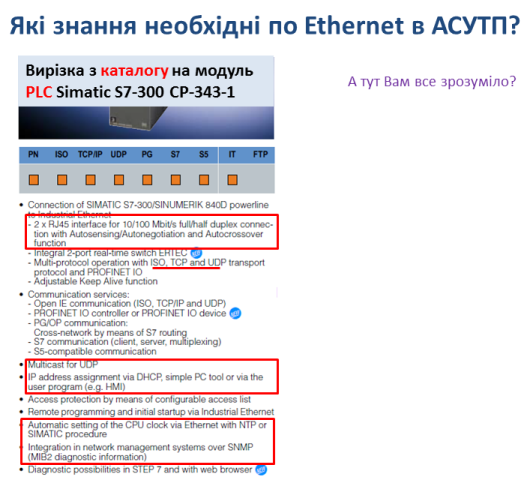 Які знання необхідні по Ethernet в АСУТП?
Вирізка з каталогу на модуль
PLC Simatic S7-300 CP-343-1
А тут Вам все зрозуміло?
PN ISO TCP/IP UDP PG S7 S5 IT FTP
• Connection of SIMATIC S7-300/SINUMERIK 840D powerline
to Industrial Ethernet
- 2 x RJ45 interface for 10/100 Mbit/s full/half duplex connec-
tion with Autosensing/Autonegotiation and Autocrossover
function
- Integral 2-port real-time switch ERTEC
- Multi-protocol operation with ISO, TCP and UDP transport
protocol and PROFINET IO
- Adjustable Keep Alive function
• Communication services:
- Open IE communication (ISO, TCP/IP and UDP)
- PROFINET IO controller or PROFINET IO device
- PG/OP communication:
Cross-network by means of S7 routing
- S7 communication (client, server, multiplexing)
- S5-compatible communication
• Multicast for UDP
• IP address assignment via DHCP, simple PC tool or via the
user program (e.g. HMI)
• Access protection by means of configurable access list
• Remote programming and initial startup via Industrial Ethernet
• Automatic setting of the CPU clock via Ethernet with NTP or
SIMATIC procedure
• Integration in network management systems over SNMP
(MIB2 diagnostic information)
• Diagnostic possibilities in STEP 7 and with web browser